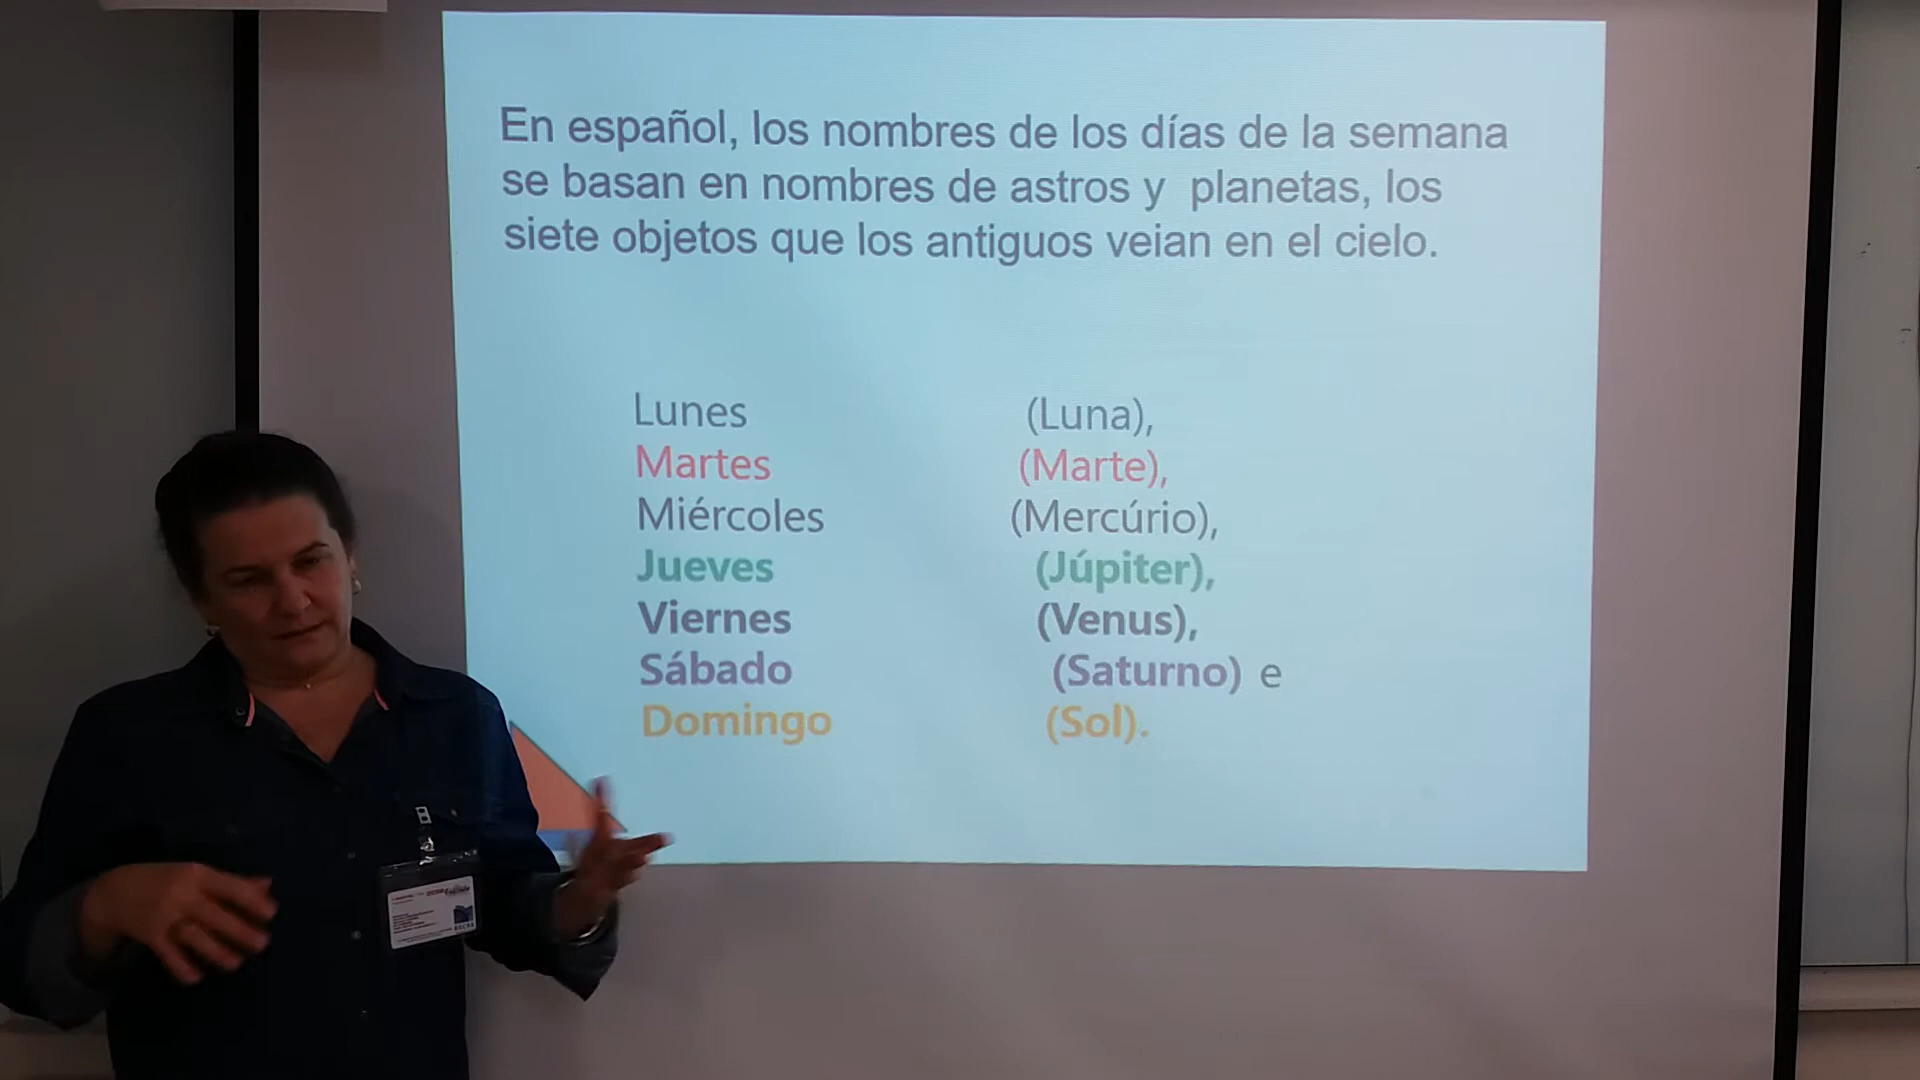 En español, los nombres de los días de la semana
se basan en nombres de astros y planetas, los
siete objetos que los antiguos veian en el cielo.
Lunes (Luna),
Martes (Marte),
Miércoles (Mercúrio),
Jueves (Júpiter),
Viernes (Venus),
Sábado (Saturno) e
Domingo (Sol).